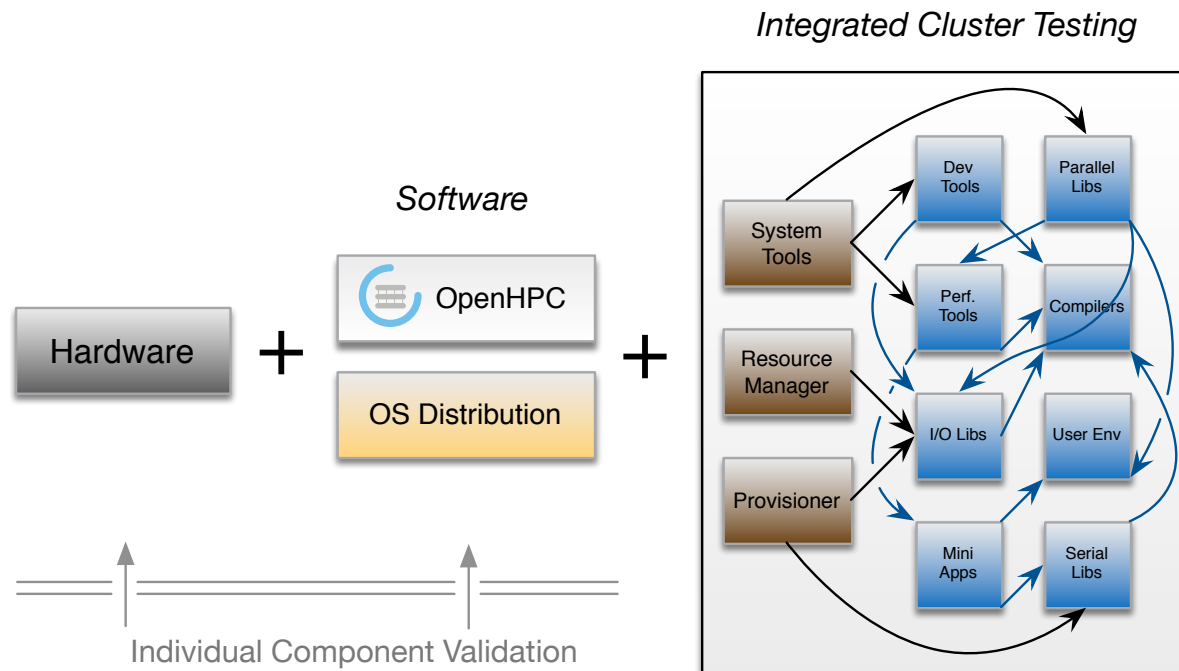 Integrated Cluster Testing
Software
Hardware
+
OpenHPC
OS Distribution
+
System
Tools
Resource
Manager
Provisioner
Dev
Tools
Parallel
Libs
Perf.
Tools
Compilers
I/O Libs
User Env
Mini
Apps
Serial
Libs
Individual Component Validation